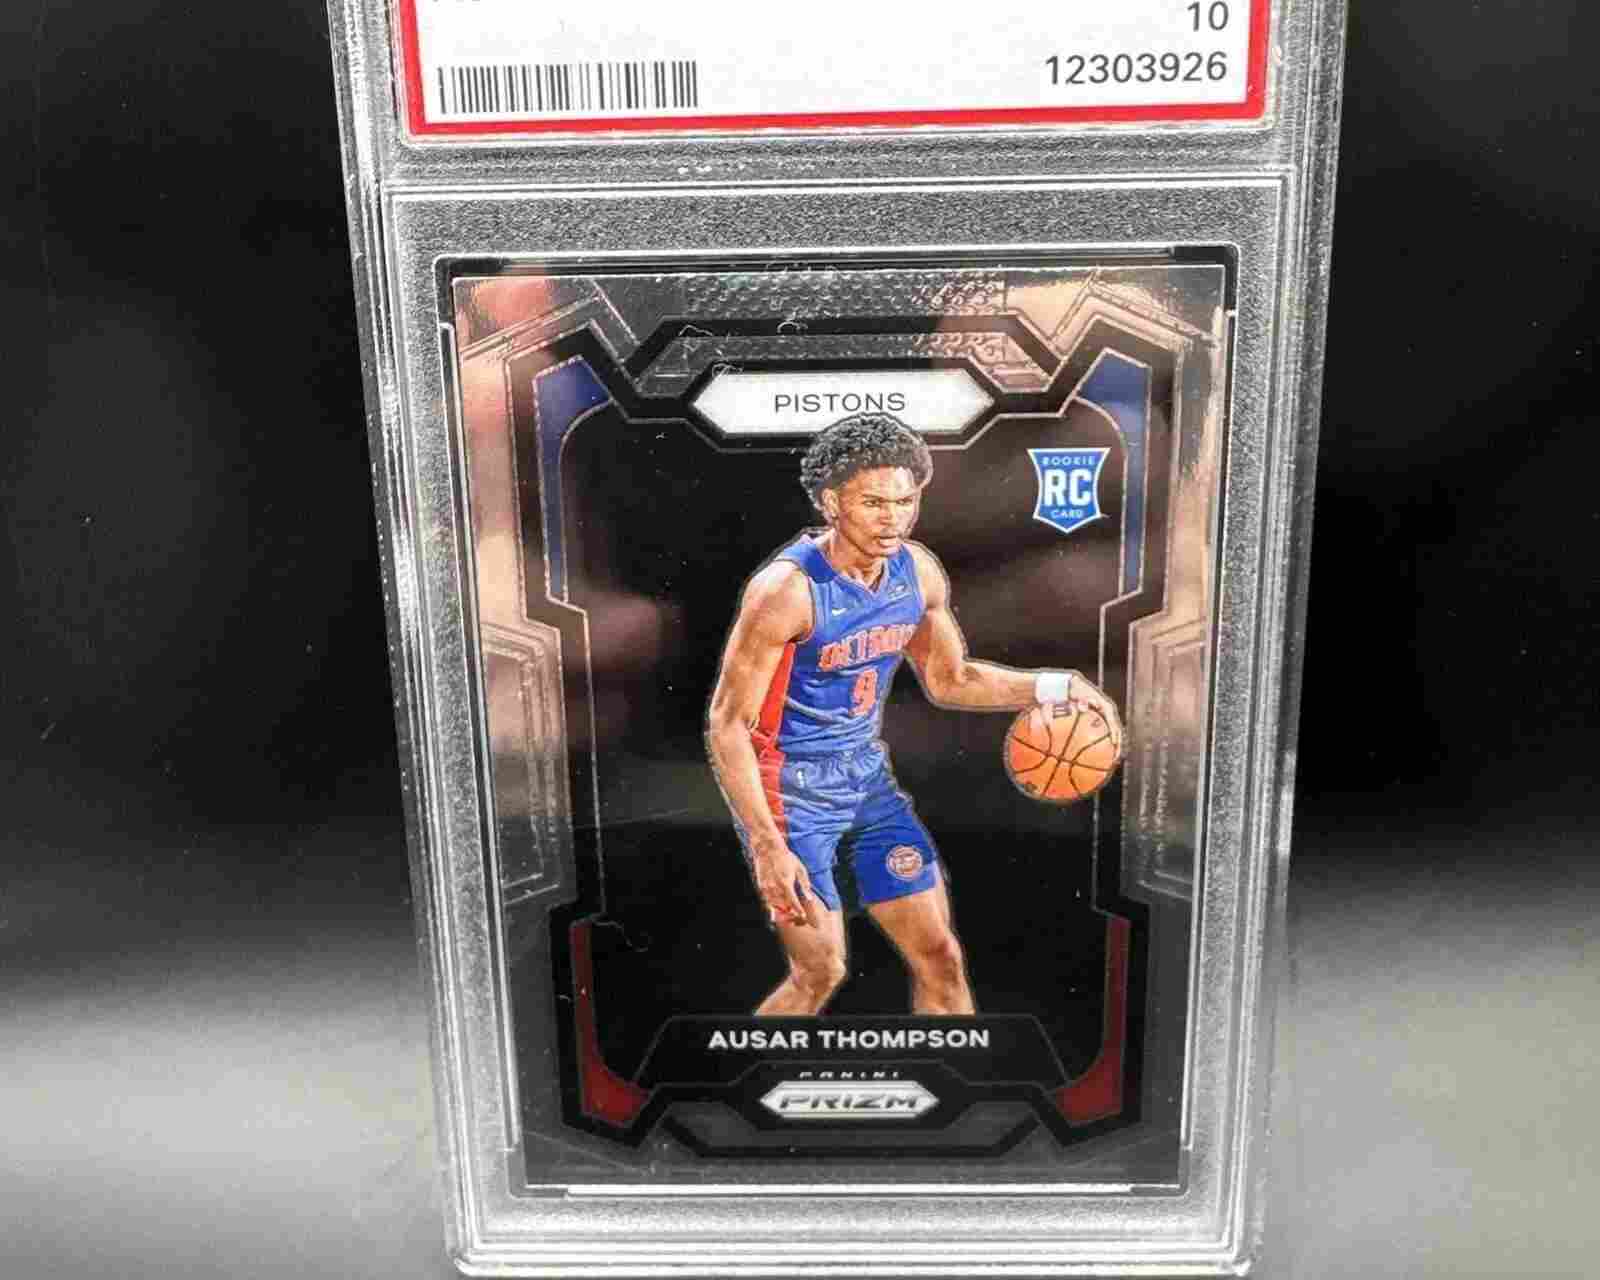 10
12303926
PISTONS
ROOKIE
RC
CARD
DETROIT
9
AUSAR THOMPSON
PANINI
PRIZM